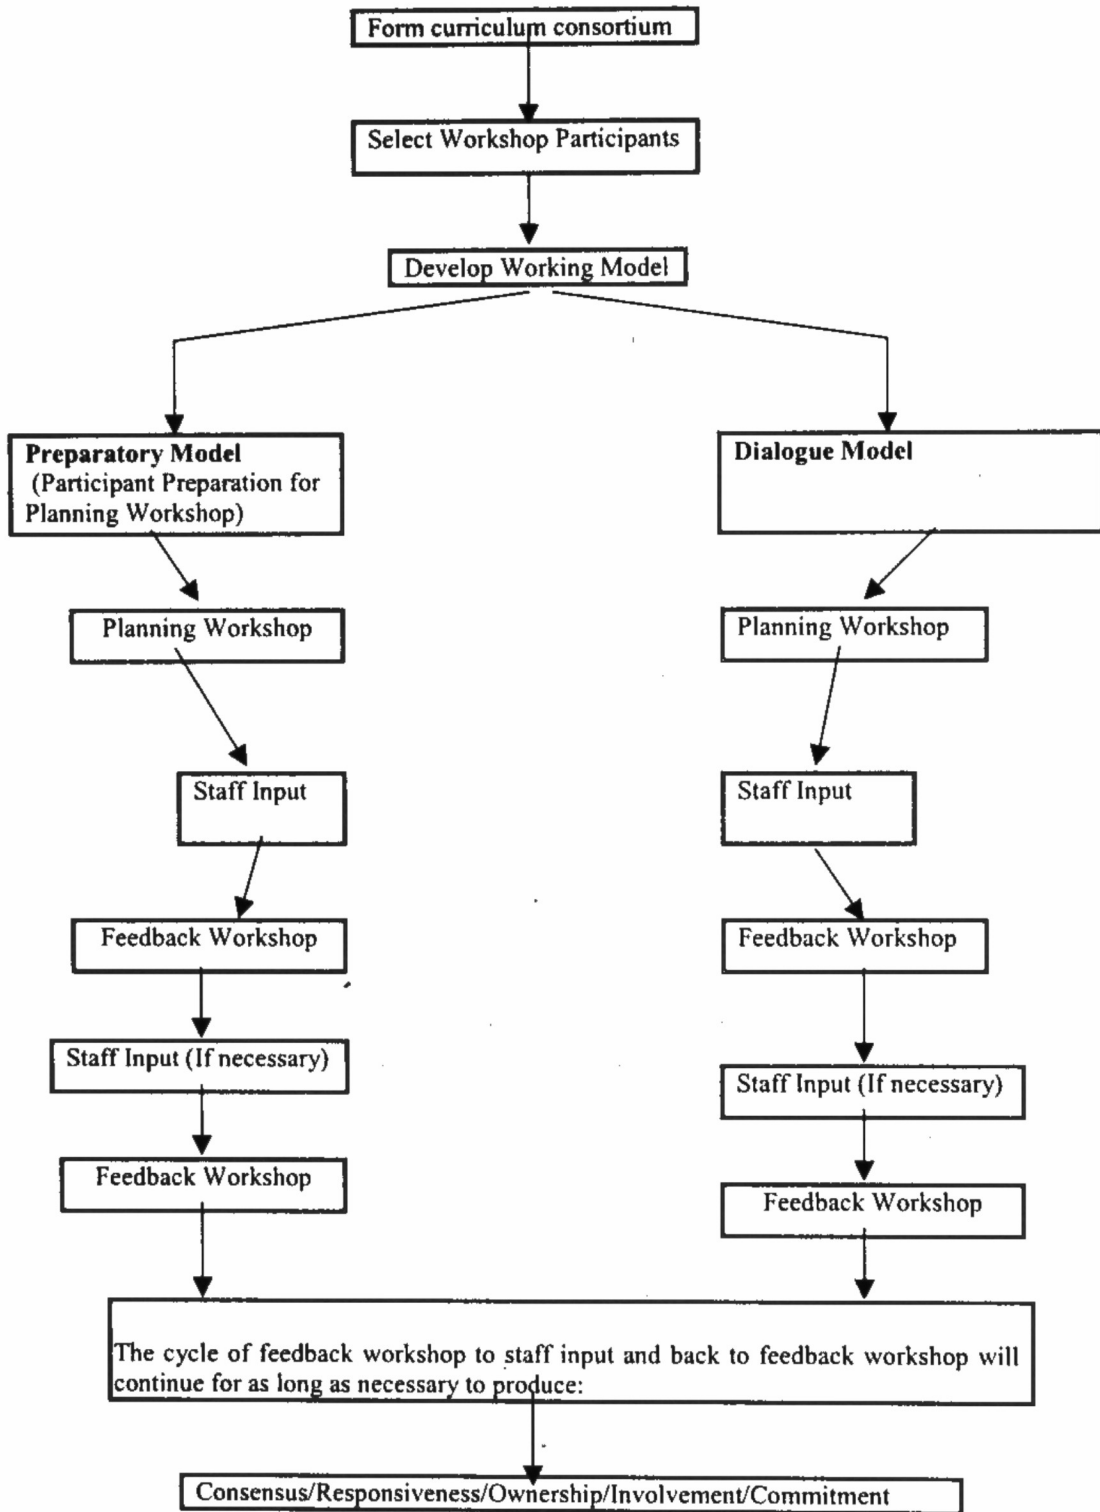 Form curriculum consortium
Select Workshop Participants
Develop Working Model
Preparatory Model
(Participant Preparation for
Planning Workshop)
Planning Workshop
Staff Input
Feedback Workshop
Staff Input (If necessary)
Feedback Workshop
Dialogue Model
Planning Workshop
Staff Input
Feedback Workshop
Staff Input (If necessary)
Feedback Workshop
The cycle of feedback workshop to staff input and back to feedback workshop will
continue for as long as necessary to produce:
Consensus/Responsiveness/Ownership/Involvement/Commitment